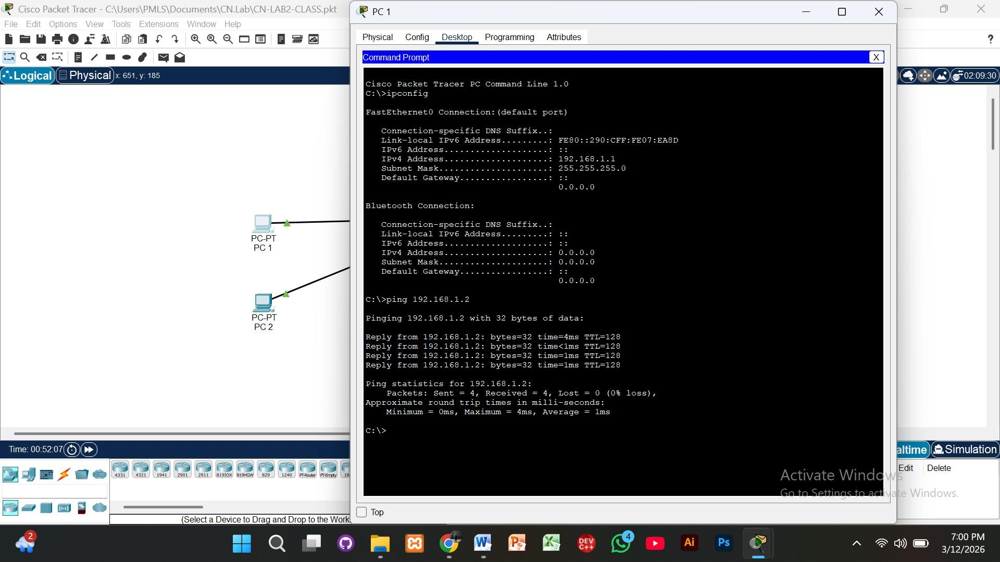 Cisco Packet Tracer - C:\Users\PMLS\Documents\CN.Lab\CN-LAB2-CLASS.pkt
File Edit Options View Tools Extensions Window Help
Logical Physical x: 651, y: 185
PC-PT
PC 1
PC-PT
PC 2
PC 1
Physical Config Desktop Programming Attributes
Command Prompt X
Cisco Packet Tracer PC Command Line 1.0
C:\>ipconfig
FastEthernet0 Connection:(default port)
Connection-specific DNS Suffix..:
Link-local IPv6 Address.........: FE80::290:CFF:FE07:EA8D
IPv6 Address....................: ::
IPv4 Address....................: 192.168.1.1
Subnet Mask.....................: 255.255.255.0
Default Gateway.................: ::
0.0.0.0
Bluetooth Connection:
Connection-specific DNS Suffix..:
Link-local IPv6 Address.........: ::
IPv6 Address....................: ::
IPv4 Address....................: 0.0.0.0
Subnet Mask.....................: 0.0.0.0
Default Gateway.................: ::
0.0.0.0
C:\>ping 192.168.1.2
Pinging 192.168.1.2 with 32 bytes of data:
Reply from 192.168.1.2: bytes=32 time=4ms TTL=128
Reply from 192.168.1.2: bytes=32 time<1ms TTL=128
Reply from 192.168.1.2: bytes=32 time=1ms TTL=128
Reply from 192.168.1.2: bytes=32 time=1ms TTL=128
Ping statistics for 192.168.1.2:
Packets: Sent = 4, Received = 4, Lost = 0 (0% loss),
Approximate round trip times in milli-seconds:
Minimum = 0ms, Maximum = 4ms, Average = 1ms
C:\>
Top
?
02:09:30
altime Simulation
Edit Delete
Activate Windows
Go to Settings to activate Windows.
Time: 00:52:07
4331 4321 1941 2901 2911 819IOX 819HGW 829 1240 PT-Router PT-Empty 18
(Select a Device to Drag and Drop to the Work
2
DEV C++
4
Ai
Ps
7:00 PM
3/12/2026